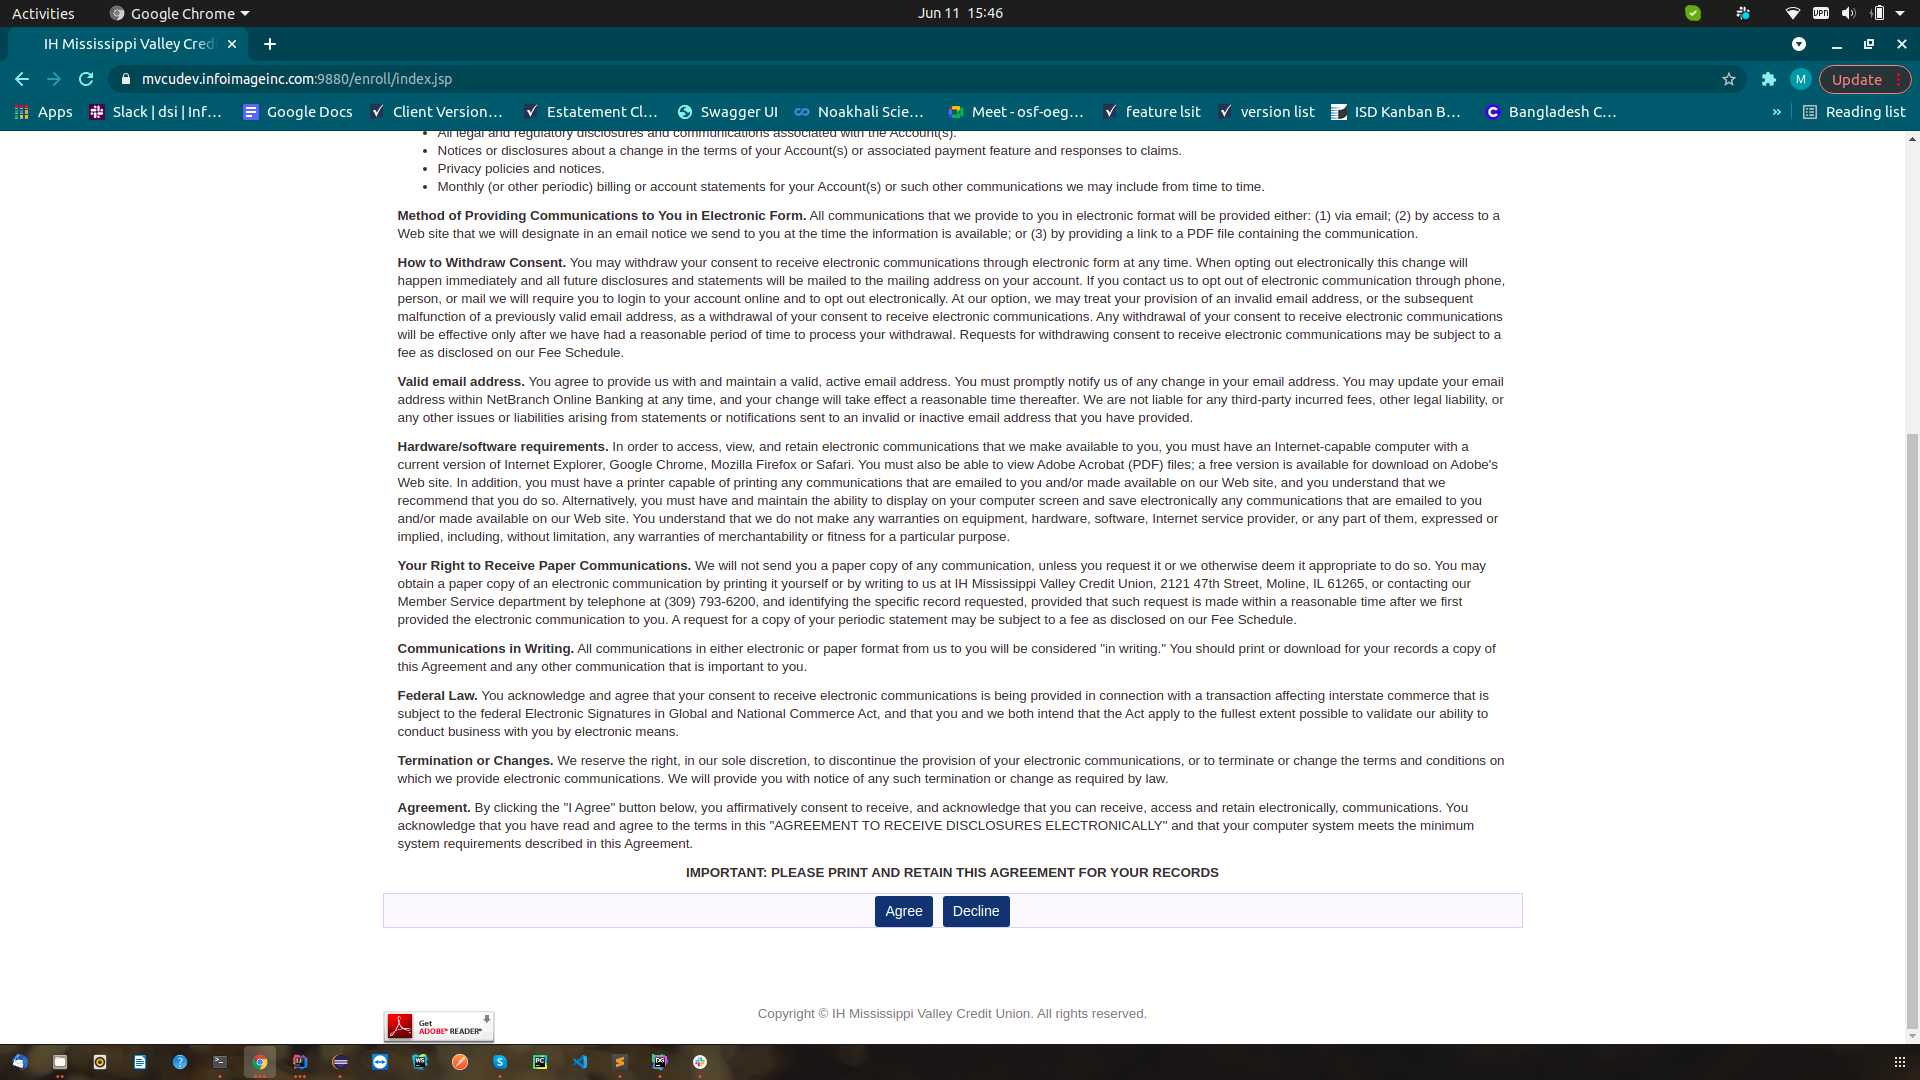 Activities
Google Chrome
Jun 11 15:46
VPN
IH Mississippi Valley Cred
mvcudev.infoimageinc.com:9880/enroll/index.jsp
M
Update
Apps
Slack | dsi | Inf…
Google Docs
Client Version…
Estatement Cl…
Swagger UI
Noakhali Scie…
Meet - osf-oeg…
feature lsit
version list
ISD Kanban B…
Bangladesh C…
»
Reading list
• All legal and regulatory disclosures and communications associated with the Account(s).
• Notices or disclosures about a change in the terms of your Account(s) or associated payment feature and responses to claims.
• Privacy policies and notices.
• Monthly (or other periodic) billing or account statements for your Account(s) or such other communications we may include from time to time.
Method of Providing Communications to You in Electronic Form. All communications that we provide to you in electronic format will be provided either: (1) via email; (2) by access to a
Web site that we will designate in an email notice we send to you at the time the information is available; or (3) by providing a link to a PDF file containing the communication.
How to Withdraw Consent. You may withdraw your consent to receive electronic communications through electronic form at any time. When opting out electronically this change will
happen immediately and all future disclosures and statements will be mailed to the mailing address on your account. If you contact us to opt out of electronic communication through phone,
person, or mail we will require you to login to your account online and to opt out electronically. At our option, we may treat your provision of an invalid email address, or the subsequent
malfunction of a previously valid email address, as a withdrawal of your consent to receive electronic communications. Any withdrawal of your consent to receive electronic communications
will be effective only after we have had a reasonable period of time to process your withdrawal. Requests for withdrawing consent to receive electronic communications may be subject to a
fee as disclosed on our Fee Schedule.
Valid email address. You agree to provide us with and maintain a valid, active email address. You must promptly notify us of any change in your email address. You may update your email
address within NetBranch Online Banking at any time, and your change will take effect a reasonable time thereafter. We are not liable for any third-party incurred fees, other legal liability, or
any other issues or liabilities arising from statements or notifications sent to an invalid or inactive email address that you have provided.
Hardware/software requirements. In order to access, view, and retain electronic communications that we make available to you, you must have an Internet-capable computer with a
current version of Internet Explorer, Google Chrome, Mozilla Firefox or Safari. You must also be able to view Adobe Acrobat (PDF) files; a free version is available for download on Adobe's
Web site. In addition, you must have a printer capable of printing any communications that are emailed to you and/or made available on our Web site, and you understand that we
recommend that you do so. Alternatively, you must have and maintain the ability to display on your computer screen and save electronically any communications that are emailed to you
and/or made available on our Web site. You understand that we do not make any warranties on equipment, hardware, software, Internet service provider, or any part of them, expressed or
implied, including, without limitation, any warranties of merchantability or fitness for a particular purpose.
Your Right to Receive Paper Communications. We will not send you a paper copy of any communication, unless you request it or we otherwise deem it appropriate to do so. You may
obtain a paper copy of an electronic communication by printing it yourself or by writing to us at IH Mississippi Valley Credit Union, 2121 47th Street, Moline, IL 61265, or contacting our
Member Service department by telephone at (309) 793-6200, and identifying the specific record requested, provided that such request is made within a reasonable time after we first
provided the electronic communication to you. A request for a copy of your periodic statement may be subject to a fee as disclosed on our Fee Schedule.
Communications in Writing. All communications in either electronic or paper format from us to you will be considered "in writing." You should print or download for your records a copy of
this Agreement and any other communication that is important to you.
Federal Law. You acknowledge and agree that your consent to receive electronic communications is being provided in connection with a transaction affecting interstate commerce that is
subject to the federal Electronic Signatures in Global and National Commerce Act, and that you and we both intend that the Act apply to the fullest extent possible to validate our ability to
conduct business with you by electronic means.
Termination or Changes. We reserve the right, in our sole discretion, to discontinue the provision of your electronic communications, or to terminate or change the terms and conditions on
which we provide electronic communications. We will provide you with notice of any such termination or change as required by law.
Agreement. By clicking the "I Agree" button below, you affirmatively consent to receive, and acknowledge that you can receive, access and retain electronically, communications. You
acknowledge that you have read and agree to the terms in this "AGREEMENT TO RECEIVE DISCLOSURES ELECTRONICALLY" and that your computer system meets the minimum
system requirements described in this Agreement.
IMPORTANT: PLEASE PRINT AND RETAIN THIS AGREEMENT FOR YOUR RECORDS
Agree
Decline
Get
ADOBE® READER®
Copyright © IH Mississippi Valley Credit Union. All rights reserved.